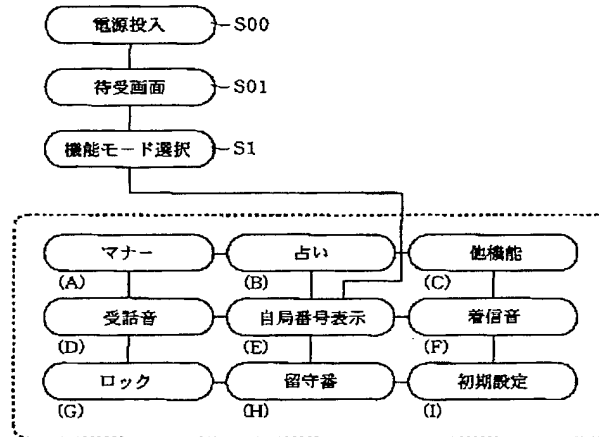 電源投入 S00
待受画面 S01
機能モード選択 S1
マナー 占い 他機能
(A) (B) (C)
受話音 自局番号表示 着信音
(D) (E) (F)
ロック 留守番 初期設定
(G) (H) (I)